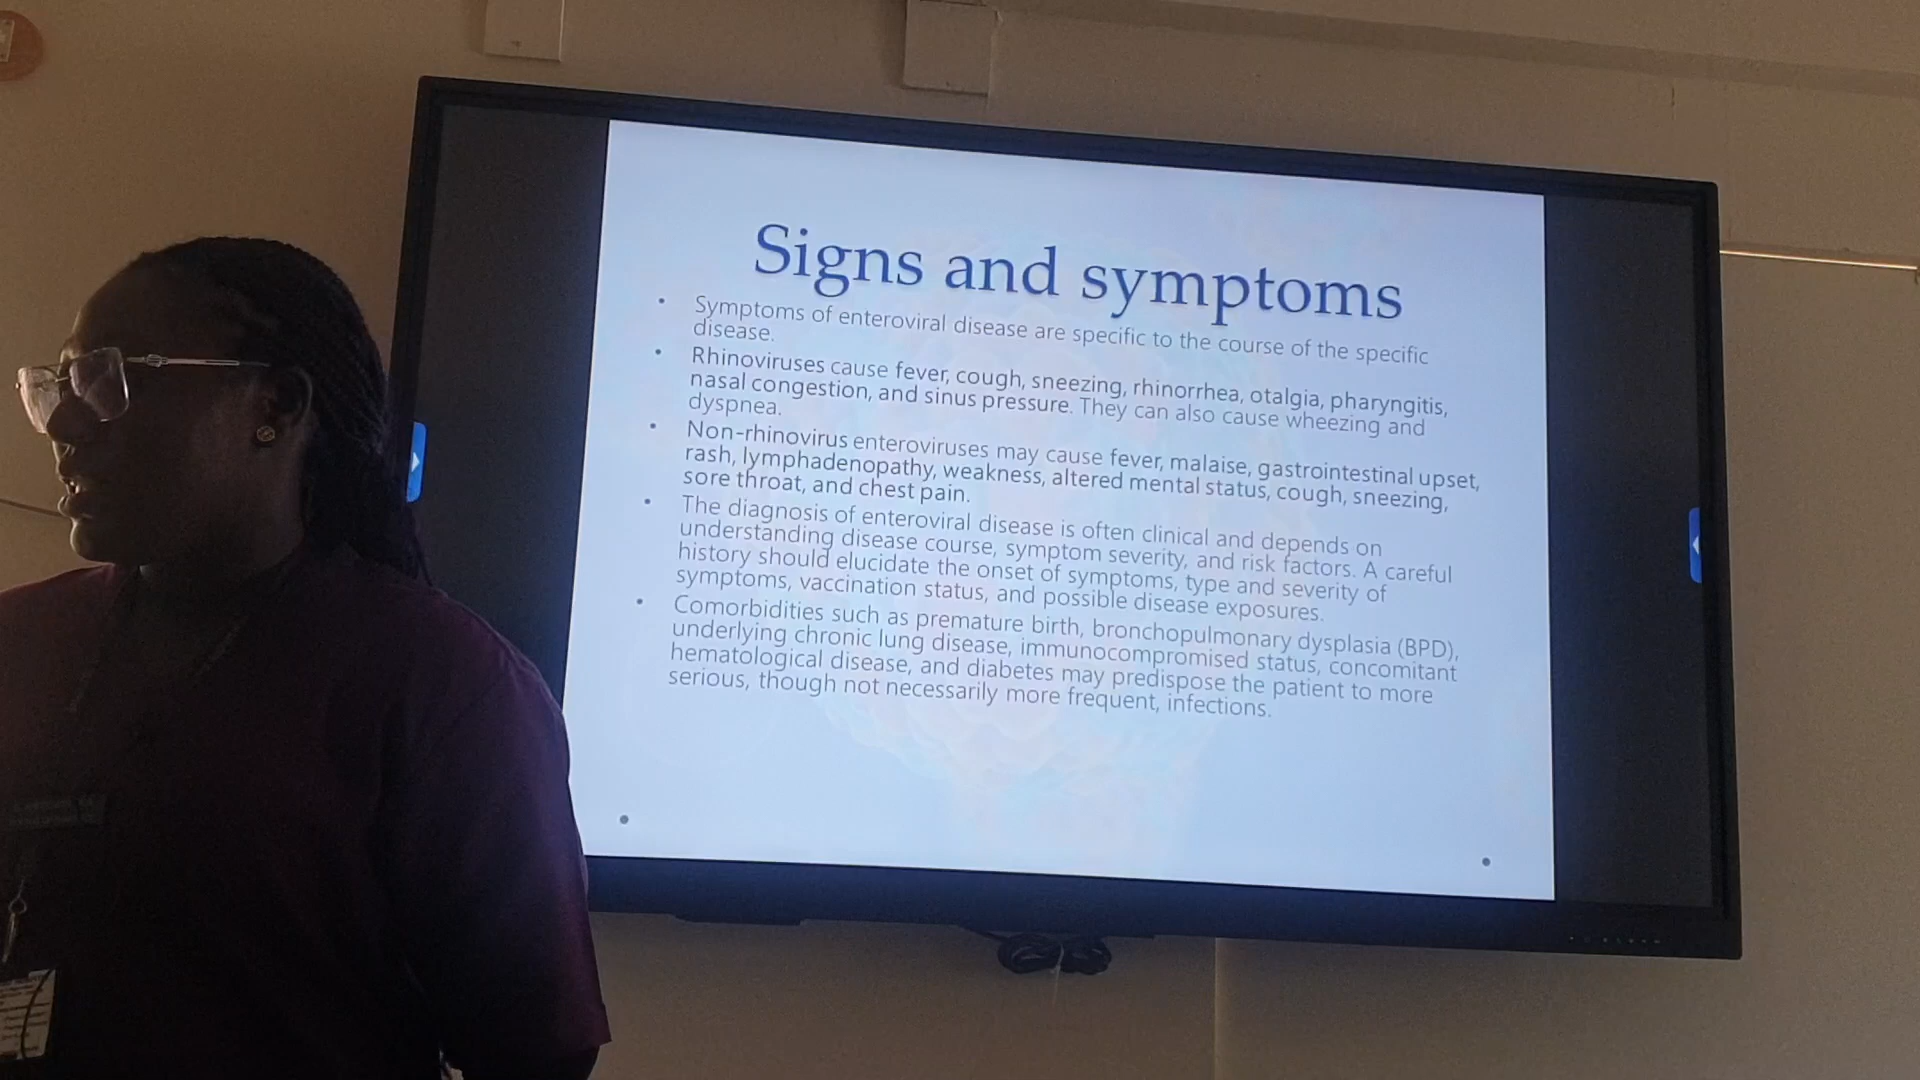 Signs and symptoms
• Symptoms of enteroviral disease are specific to the course of the specific
disease.
• Rhinoviruses cause fever, cough, sneezing, rhinorrhea, otalgia, pharyngitis,
nasal congestion, and sinus pressure. They can also cause wheezing and
dyspnea.
• Non-rhinovirus enteroviruses may cause fever, malaise, gastrointestinal upset,
rash, lymphadenopathy, weakness, altered mental status, cough, sneezing,
sore throat, and chest pain.
• The diagnosis of enteroviral disease is often clinical and depends on
understanding disease course, symptom severity, and risk factors. A careful
history should elucidate the onset of symptoms, type and severity of
symptoms, vaccination status, and possible disease exposures.
• Comorbidities such as premature birth, bronchopulmonary dysplasia (BPD),
underlying chronic lung disease, immunocompromised status, concomitant
hematological disease, and diabetes may predispose the patient to more
serious, though not necessarily more frequent, infections.